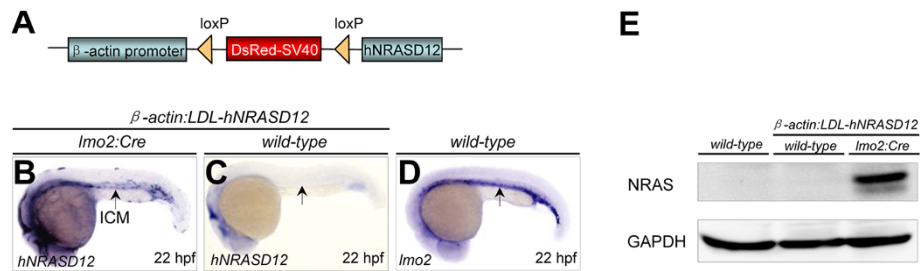 A
loxP
loxP
β-actin promoter
DsRed-SV40
hNRASD12
β-actin:LDL-hNRASD12
lmo2:Cre
wild-type
wild-type
B
ICM
hNRASD12
22 hpf
C
hNRASD12
22 hpf
D
lmo2
22 hpf
E
β-actin:LDL-hNRASD12
wild-type
wild-type
lmo2:Cre
NRAS
GAPDH